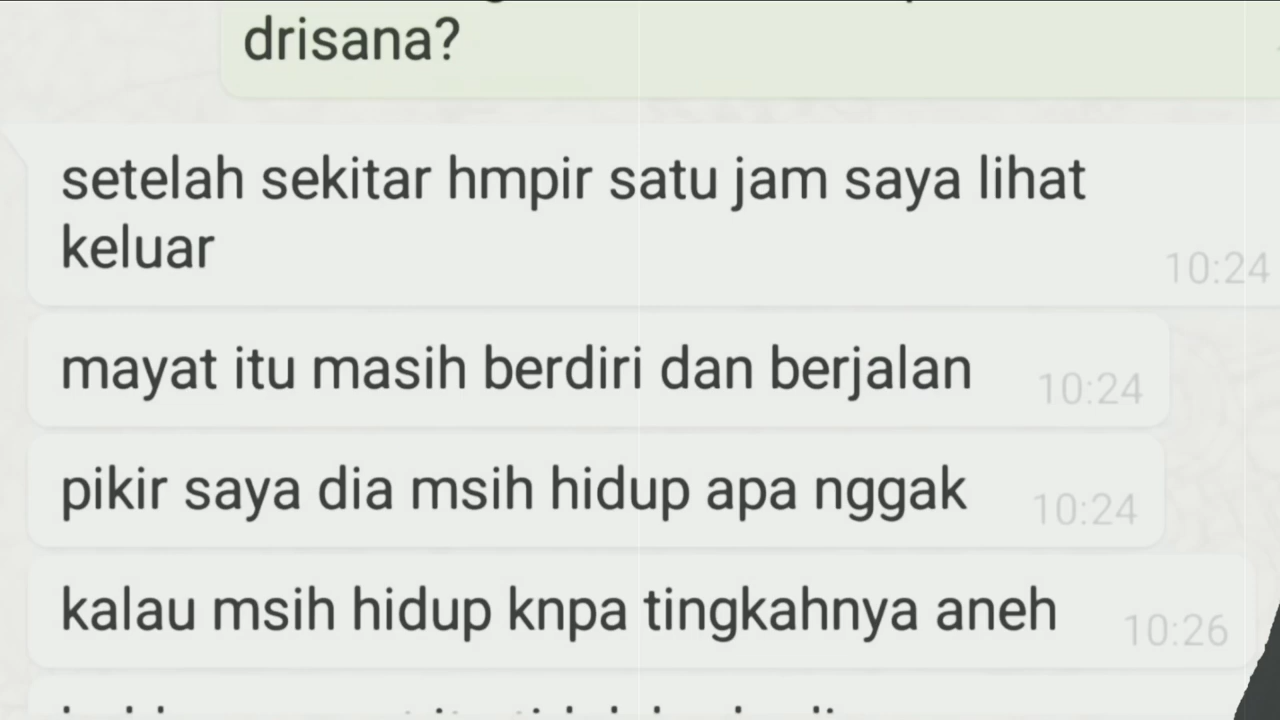 drisana?
setelah sekitar hmpir satu jam saya lihat
keluar
10:24
mayat itu masih berdiri dan berjalan
10:24
pikir saya dia msih hidup apa nggak
10:24
kalau msih hidup knpa tingkahnya aneh
10:26